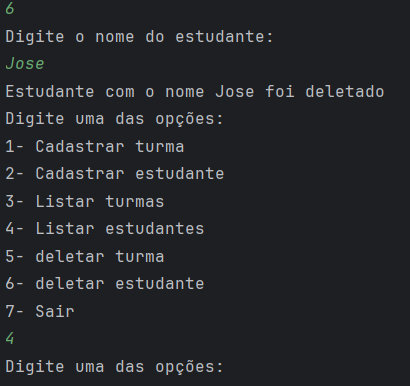 6
Digite o nome do estudante:
Jose
Estudante com o nome Jose foi deletado
Digite uma das opções:
1- Cadastrar turma
2- Cadastrar estudante
3- Listar turmas
4- Listar estudantes
5- deletar turma
6- deletar estudante
7- Sair
4
Digite uma das opções: